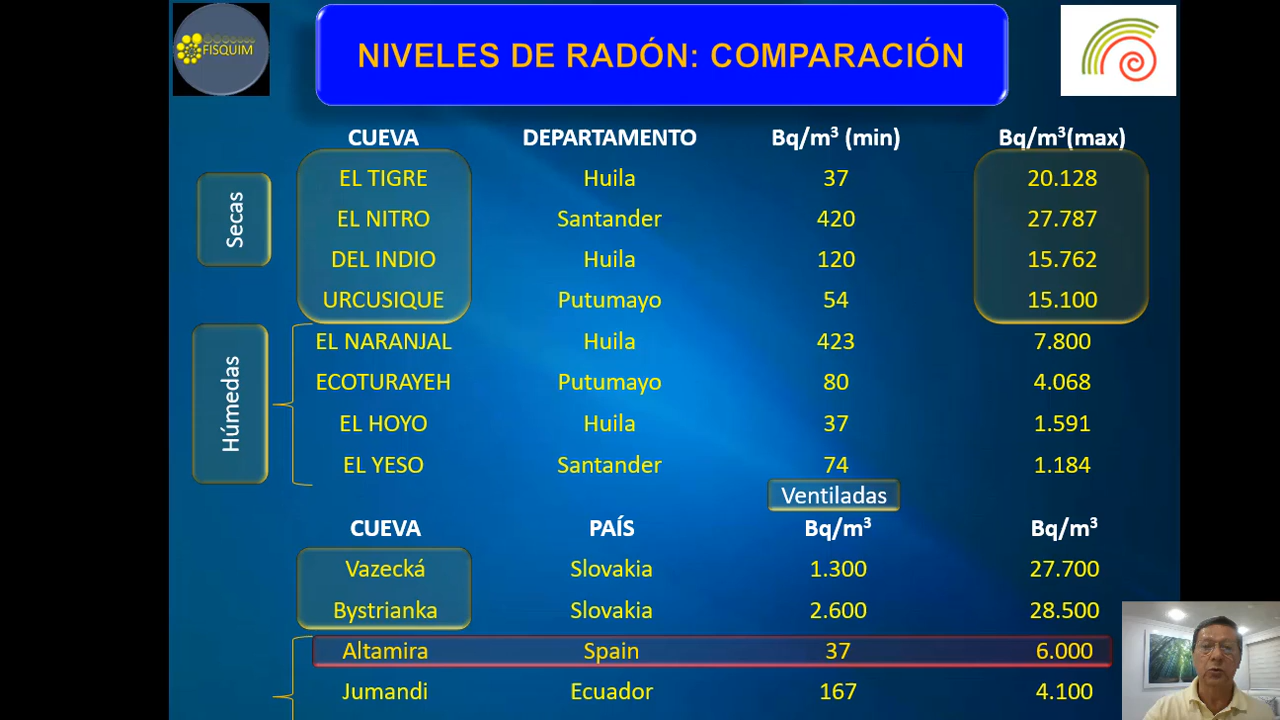 FISQUIM
NIVELES DE RADÓN: COMPARACIÓN
CUEVA DEPARTAMENTO Bq/m³ (min) Bq/m³(max)
Secas
EL TIGRE Huila 37 20.128
EL NITRO Santander 420 27.787
DEL INDIO Huila 120 15.762
URCUSIQUE Putumayo 54 15.100
Húmedas
EL NARANJAL Huila 423 7.800
ECOTURAYEH Putumayo 80 4.068
EL HOYO Huila 37 1.591
EL YESO Santander 74 1.184
Ventiladas
CUEVA PAÍS Bq/m³ Bq/m³
Vazecká Slovakia 1.300 27.700
Bystrianka Slovakia 2.600 28.500
Altamira Spain 37 6.000
Jumandi Ecuador 167 4.100